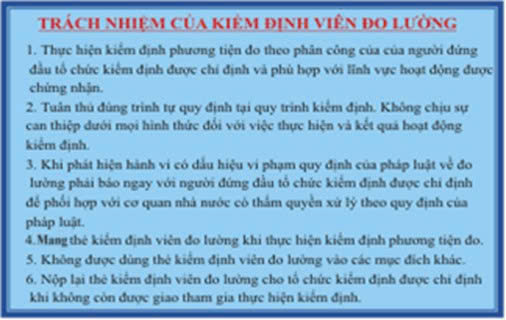 TRÁCH NHIỆM CỦA KIỂM ĐỊNH VIÊN ĐO LƯỜNG
1. Thực hiện kiểm định phương tiện đo theo phân công của của người đứng
đầu tổ chức kiểm định được chỉ định và phù hợp với lĩnh vực hoạt động được
chứng nhận.
2. Tuân thủ đúng trình tự quy định tại quy trình kiểm định. Không chịu sự
can thiệp dưới mọi hình thức đối với việc thực hiện và kết quả hoạt động
kiểm định.
3. Khi phát hiện hành vi có dấu hiệu vi phạm quy định của pháp luật về đo
lường phải báo ngay với người đứng đầu tổ chức kiểm định được chỉ định
để phối hợp với cơ quan nhà nước có thẩm quyền xử lý theo quy định của
pháp luật.
4.Mang thẻ kiểm định viên đo lường khi thực hiện kiểm định phương tiện đo.
5. Không được dùng thẻ kiểm định viên đo lường vào các mục đích khác.
6. Nộp lại thẻ kiểm định viên đo lường cho tổ chức kiểm định được chỉ định
khi không còn được giao tham gia thực hiện kiểm định.